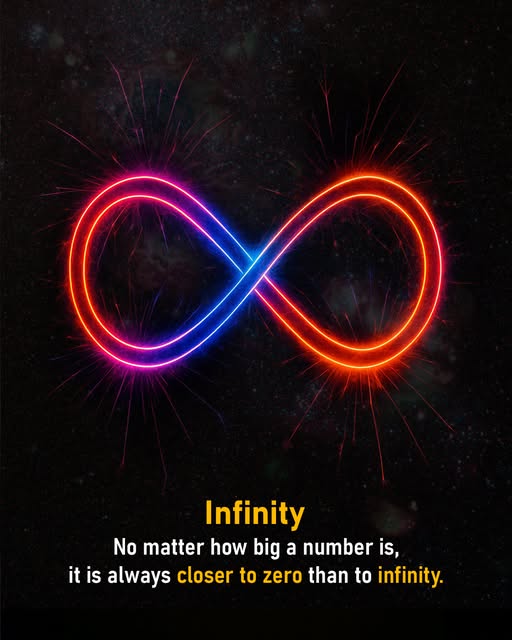 Infinity
No matter how big a number is,
it is always closer to zero than to infinity.